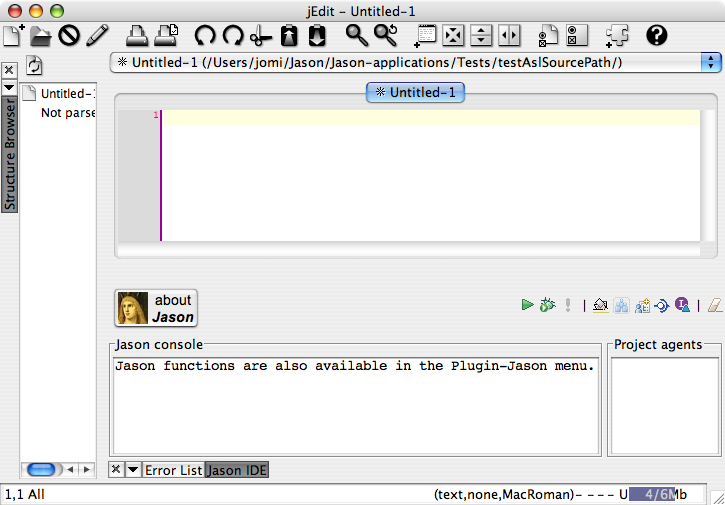 jEdit - Untitled-1
Untitled-1 (/Users/jomi/Jason/Jason-applications/Tests/testAslSourcePath/)
Structure Browser
Untitled-1
Not parse
Untitled-1
1
about
Jason
Jason console
Jason functions are also available in the Plugin-Jason menu.
Project agents
Error List
Jason IDE
1,1 All
(text,none,MacRoman)- - - - U 4/6Mb